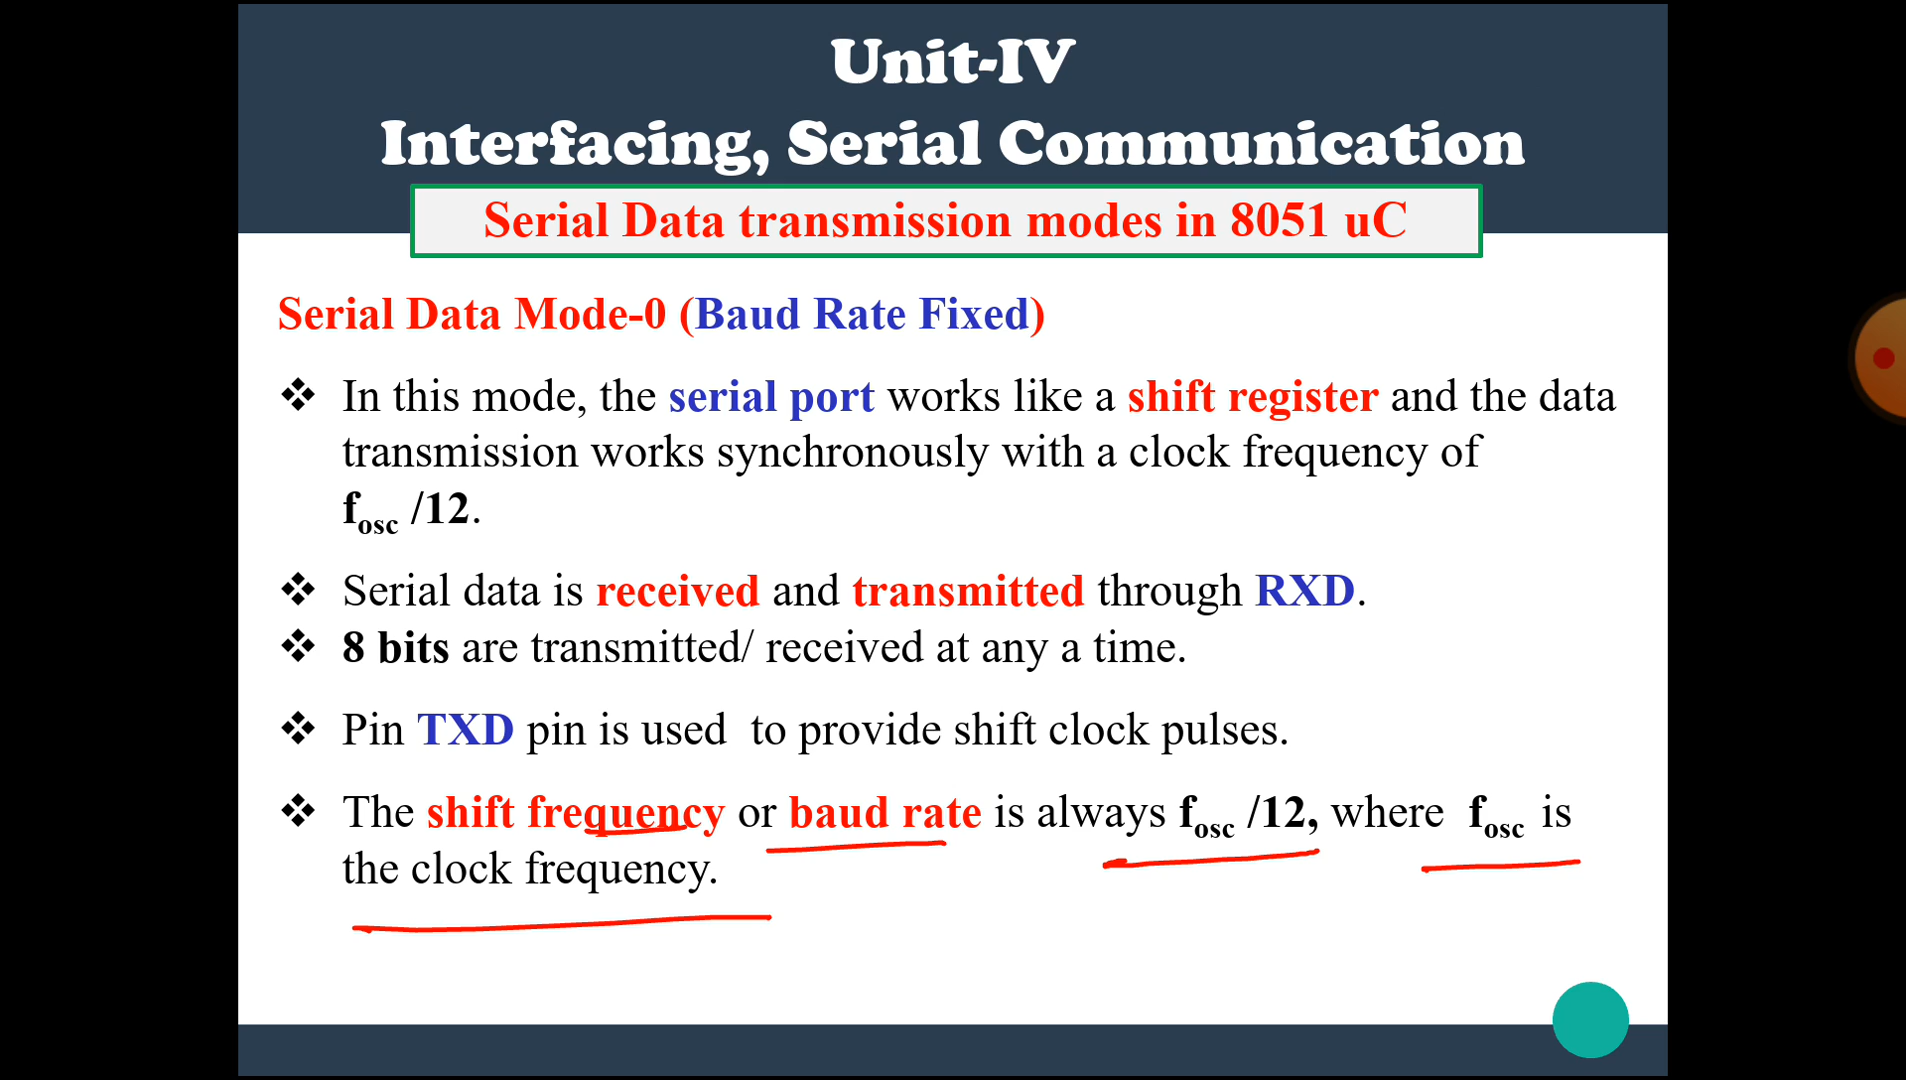 Unit-IV
Interfacing, Serial Communication
Serial Data transmission modes in 8051 uC
Serial Data Mode-0 (Baud Rate Fixed)
❖ In this mode, the serial port works like a shift register and the data
transmission works synchronously with a clock frequency of
fosc /12.
❖ Serial data is received and transmitted through RXD.
❖ 8 bits are transmitted/ received at any a time.
❖ Pin TXD pin is used to provide shift clock pulses.
❖ The shift frequency or baud rate is always fosc /12, where fosc is
the clock frequency.